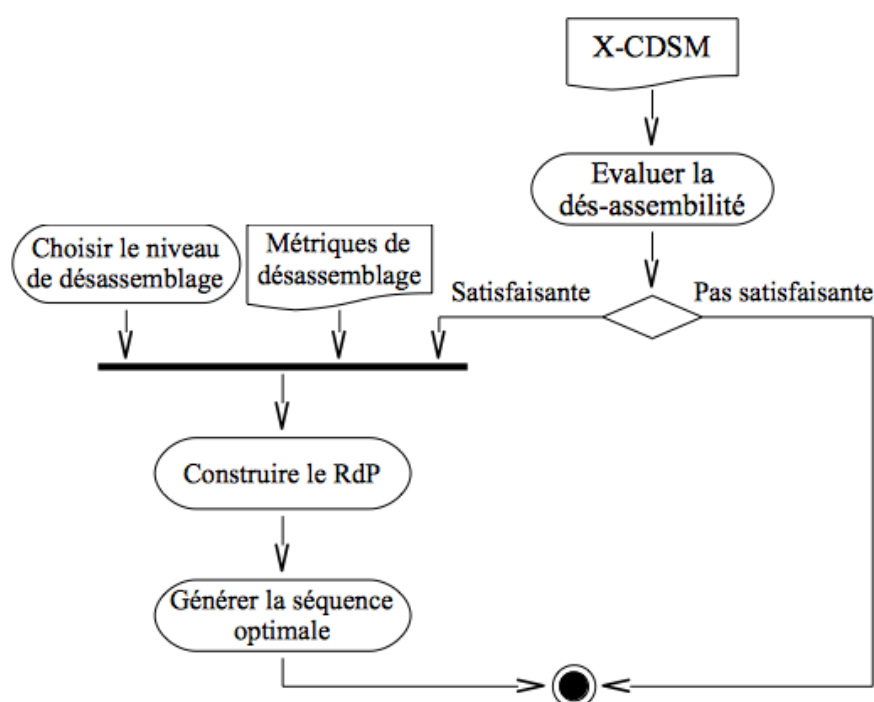 X-CDSM
Evaluer la
dés-assembilité
Choisir le niveau
de désassemblage
Métriques de
désassemblage
Satisfaisante
Pas satisfaisante
Construire le RdP
Générer la séquence
optimale